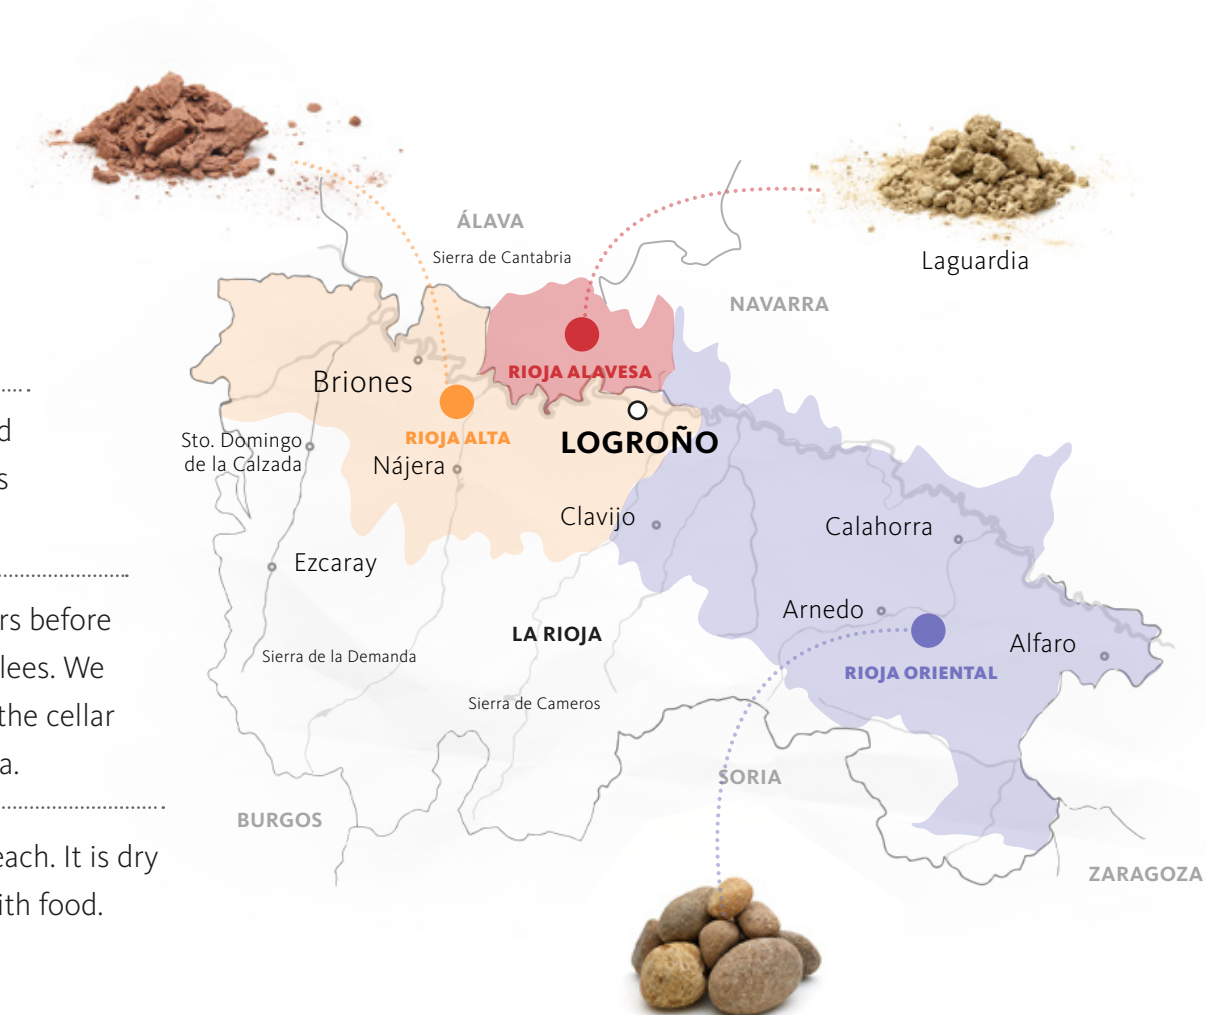 ÁLAVA
Sierra de Cantabria
Laguardia
NAVARRA
RIOJA ALAVESA
Briones
RIOJA ALTA
LOGROÑO
Sto. Domingo
de la Calzada
Nájera
Clavijo
Calahorra
Ezcaray
Arnedo
LA RIOJA
Alfaro
Sierra de la Demanda
RIOJA ORIENTAL
Sierra de Cameros
SORIA
BURGOS
ZARAGOZA
d
s
rs before
lees. We
the cellar
a.
each. It is dry
ith food.